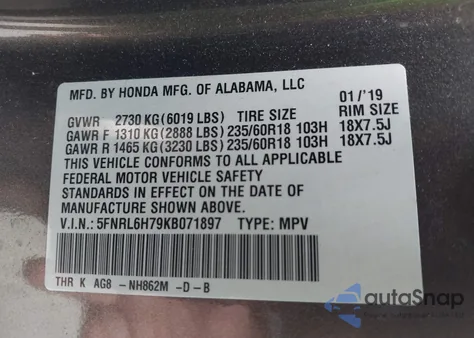 MFD. BY HONDA MFG. OF ALABAMA, LLC
GVWR 2730 KG(6019 LBS) TIRE SIZE 01/'19 RIM SIZE
GAWR F 1310 KG(2888 LBS) 235/60R18 103H 18X7.5J
GAWR R 1465 KG(3230 LBS) 235/60R18 103H 18X7.5J
THIS VEHICLE CONFORMS TO ALL APPLICABLE
FEDERAL MOTOR VEHICLE SAFETY
STANDARDS IN EFFECT ON THE DATE OF
MANUFACTURE SHOWN ABOVE.
V.I.N.: 5FNRL6H79KB071897 TYPE: MPV
THR K AG8 -NH862M -D-B
autosnap